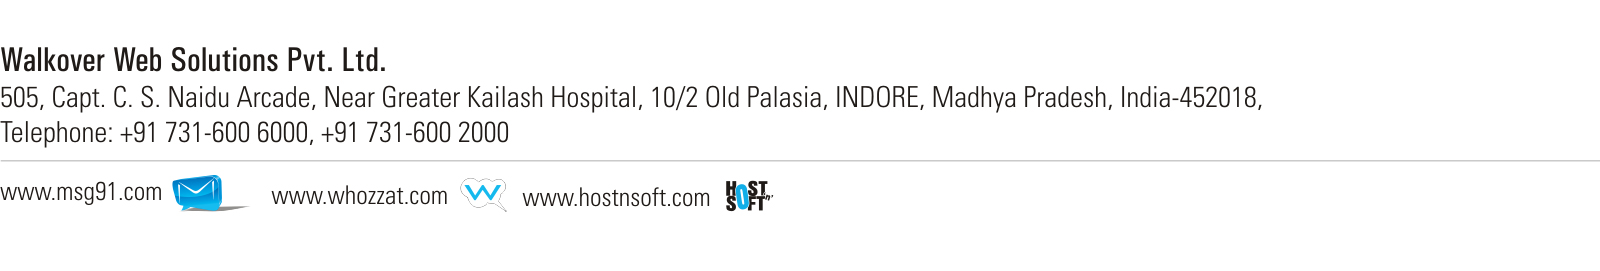 Walkover Web Solutions Pvt. Ltd.
505, Capt. C. S. Naidu Arcade, Near Greater Kailash Hospital, 10/2 Old Palasia, INDORE, Madhya Pradesh, India-452018,
Telephone: +91 731-600 6000, +91 731-600 2000
www.msg91.com www.whozzat.com W www.hostnsoft.com HOST 'n' SOFT